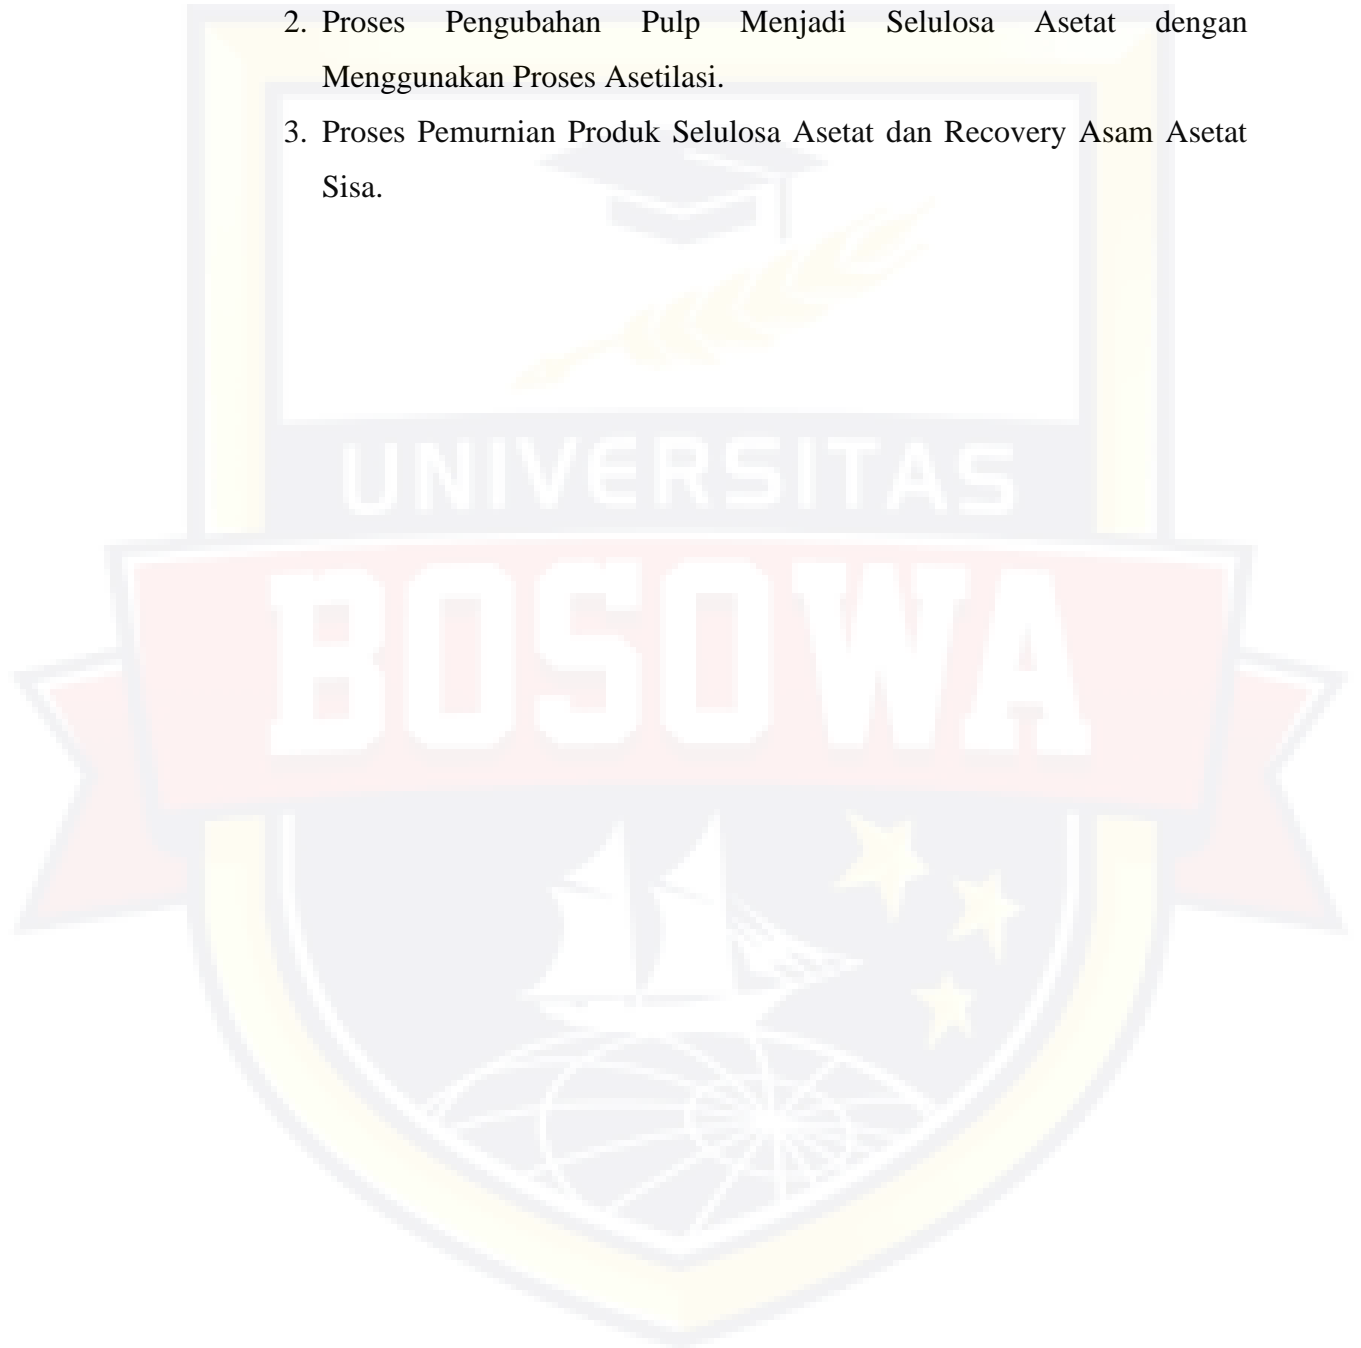 2. Proses Pengubahan Pulp Menjadi Selulosa Asetat dengan
Menggunakan Proses Asetilasi.
3. Proses Pemurnian Produk Selulosa Asetat dan Recovery Asam Asetat
Sisa.
UNIVERSITAS
BOSOWA